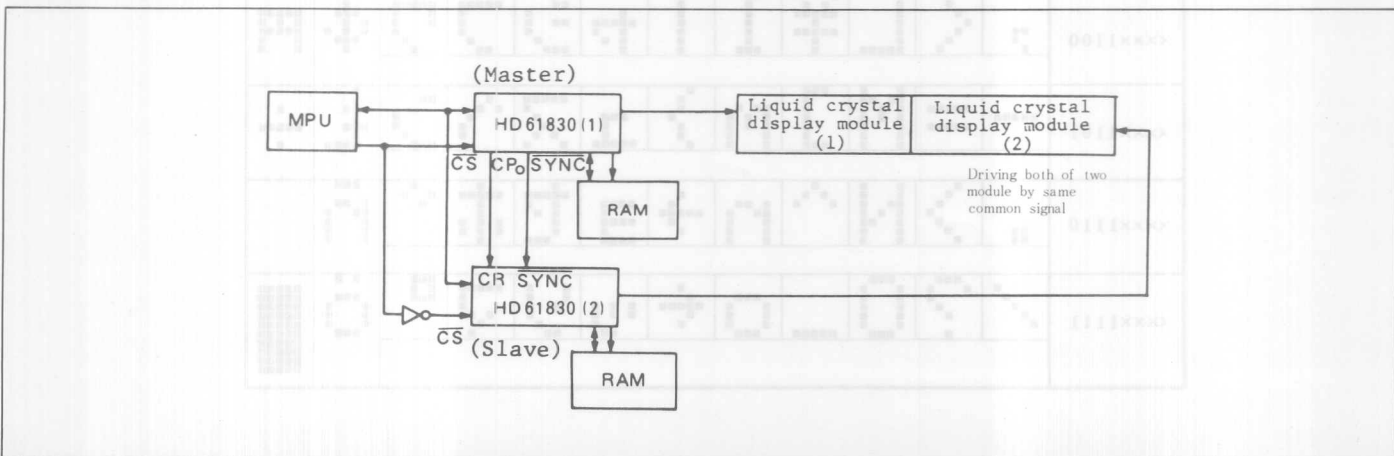 (Master)
MPU
HD61830(1)
Liquid crystal
display module
(1)
Liquid crystal
display module
(2)
CS CPO SYNC
Driving both of two
module by same
common signal
RAM
CR SYNC
HD61830(2)
CS
(Slave)
RAM